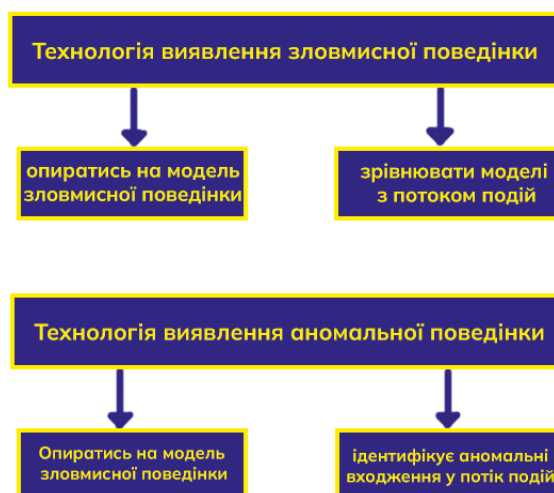 Технологія виявлення зловмисної поведінки
опиратись на модель
зловмисної поведінки
зрівнювати моделі
з потоком подій
Технологія виявлення аномальної поведінки
Опиратись на модель
зловмисної поведінки
ідентифікує аномальні
входження у потік подій